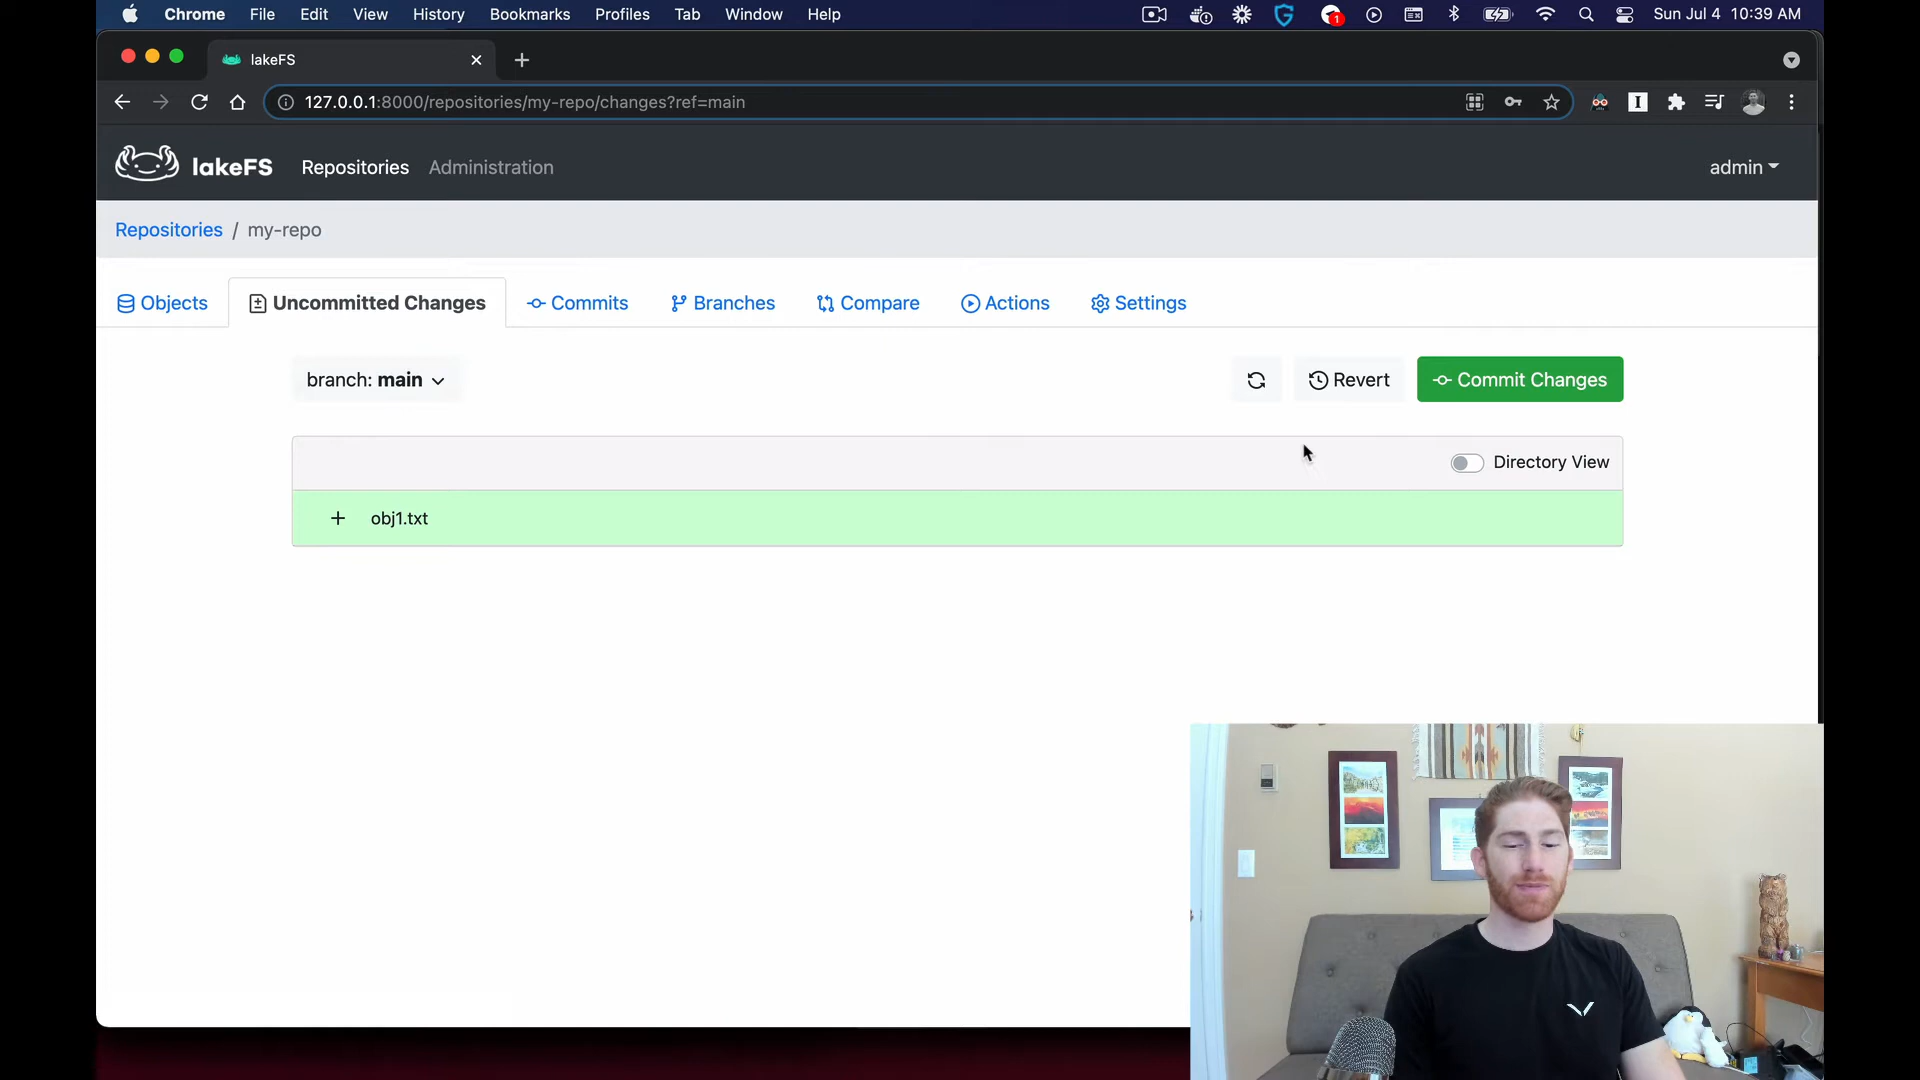 Chrome File Edit View History Bookmarks Profiles Tab Window Help 1 Sun Jul 4 10:39 AM
lakeFS
127.0.0.1:8000/repositories/my-repo/changes?ref=main
lakeFS Repositories Administration admin
Repositories / my-repo
Objects Uncommitted Changes Commits Branches Compare Actions Settings
branch: main Revert Commit Changes
Directory View
+ obj1.txt